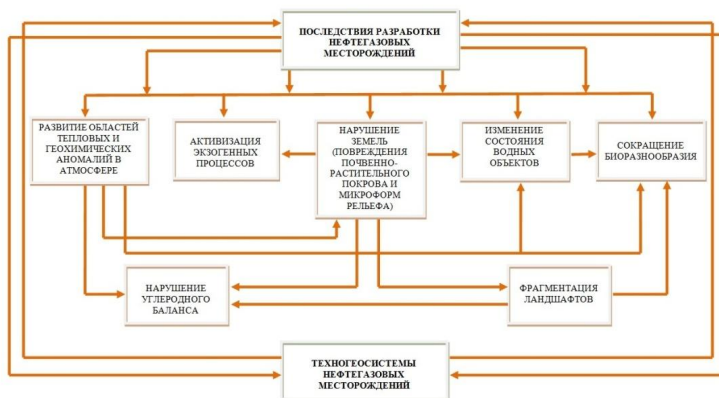 ПОСЛЕДСТВИЯ РАЗРАБОТКИ
НЕФТЕГАЗОВЫХ
МЕСТОРОЖДЕНИЙ
РАЗВИТИЕ ОБЛАСТЕЙ
ТЕПЛОВЫХ И
ГЕОХИМИЧЕСКИХ
АНОМАЛИЙ В
АТМОСФЕРЕ
АКТИВИЗАЦИЯ
ЭКЗОГЕННЫХ
ПРОЦЕССОВ
НАРУШЕНИЕ
ЗЕМЕЛЬ
(ПОВРЕЖДЕНИЯ
ПОЧВЕННО-
РАСТИТЕЛЬНОГО
ПОКРОВА И
МИКРОФОРМ
РЕЛЬЕФА)
ИЗМЕНЕНИЕ
СОСТОЯНИЯ
ВОДНЫХ
ОБЪЕКТОВ
СОКРАЩЕНИЕ
БИОРАЗНООБРАЗИЯ
НАРУШЕНИЕ
УГЛЕРОДНОГО
БАЛАНСА
ФРАГМЕНТАЦИЯ
ЛАНДШАФТОВ
ТЕХНОГЕОСИСТЕМЫ
НЕФТЕГАЗОВЫХ
МЕСТОРОЖДЕНИЙ